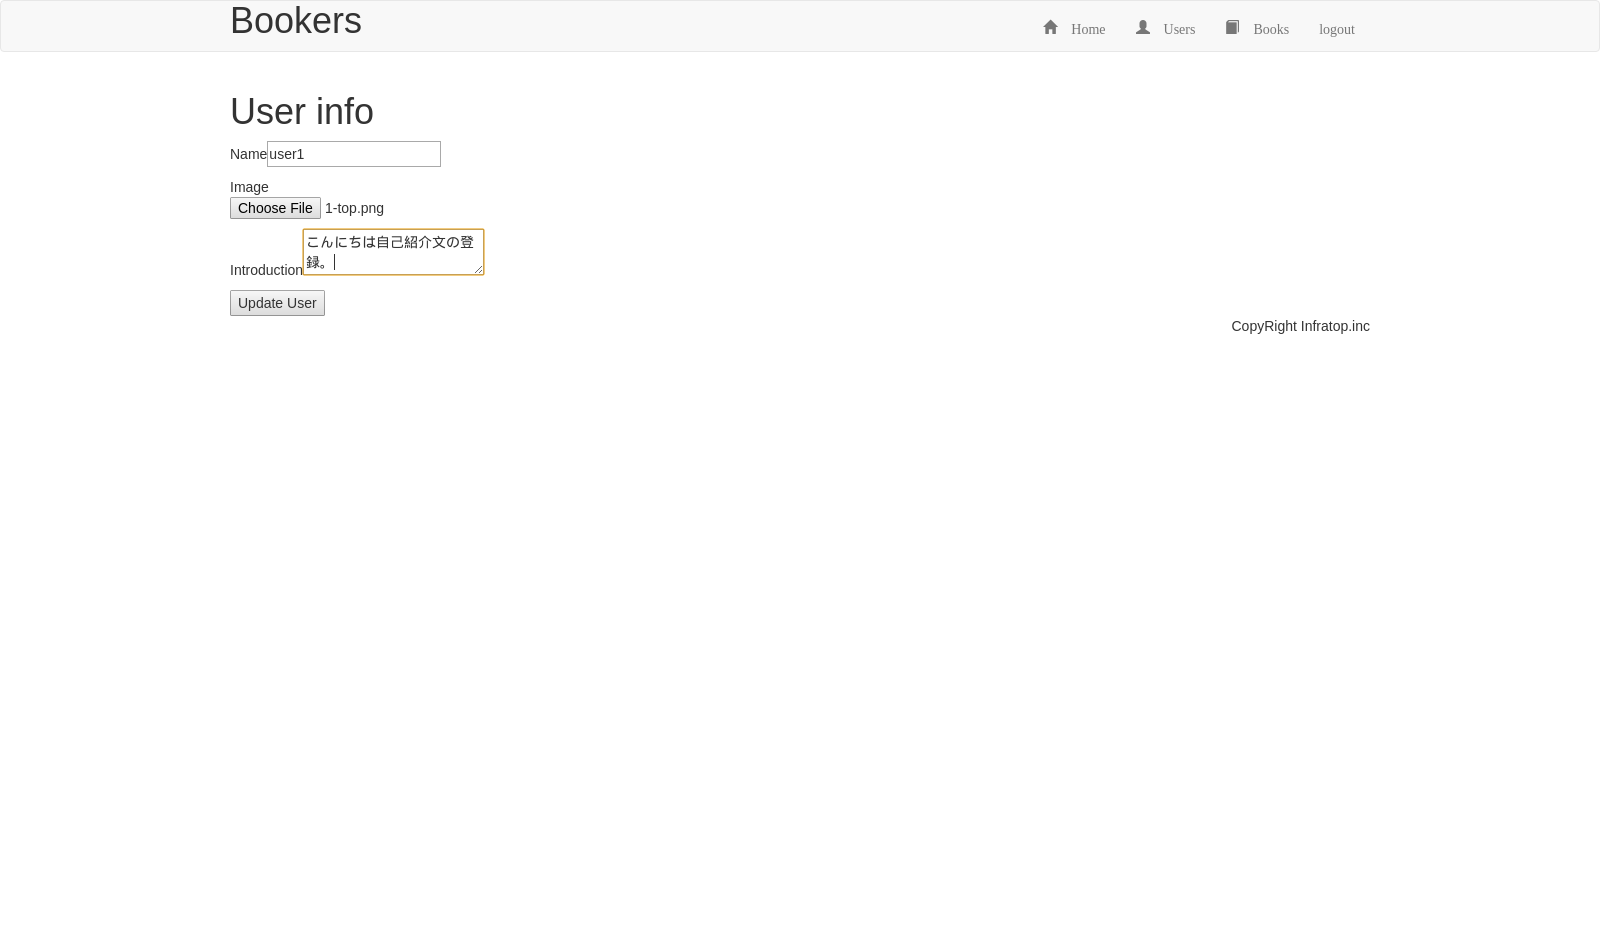 Bookers
Home Users Books logout
User info
Name user1
Image
Choose File 1-top.png
こんにちは自己紹介文の登
録。
Introduction
Update User
CopyRight Infratop.inc